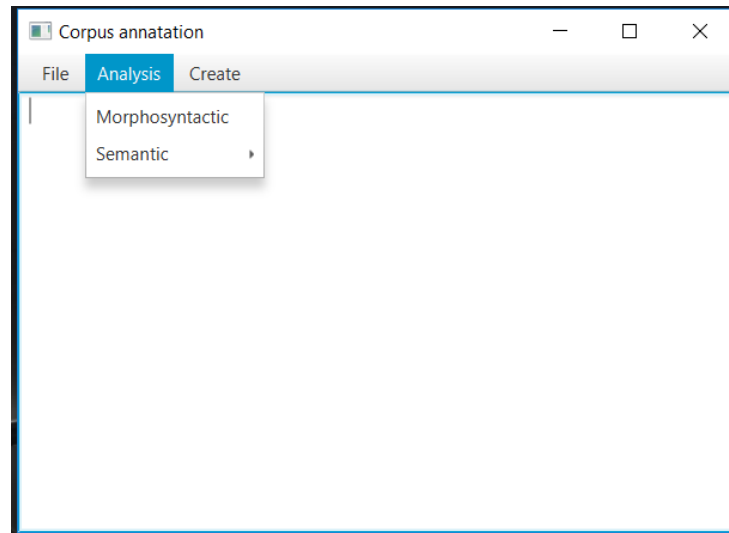 Corpus annatation
File Analysis Create
Morphosyntactic
Semantic